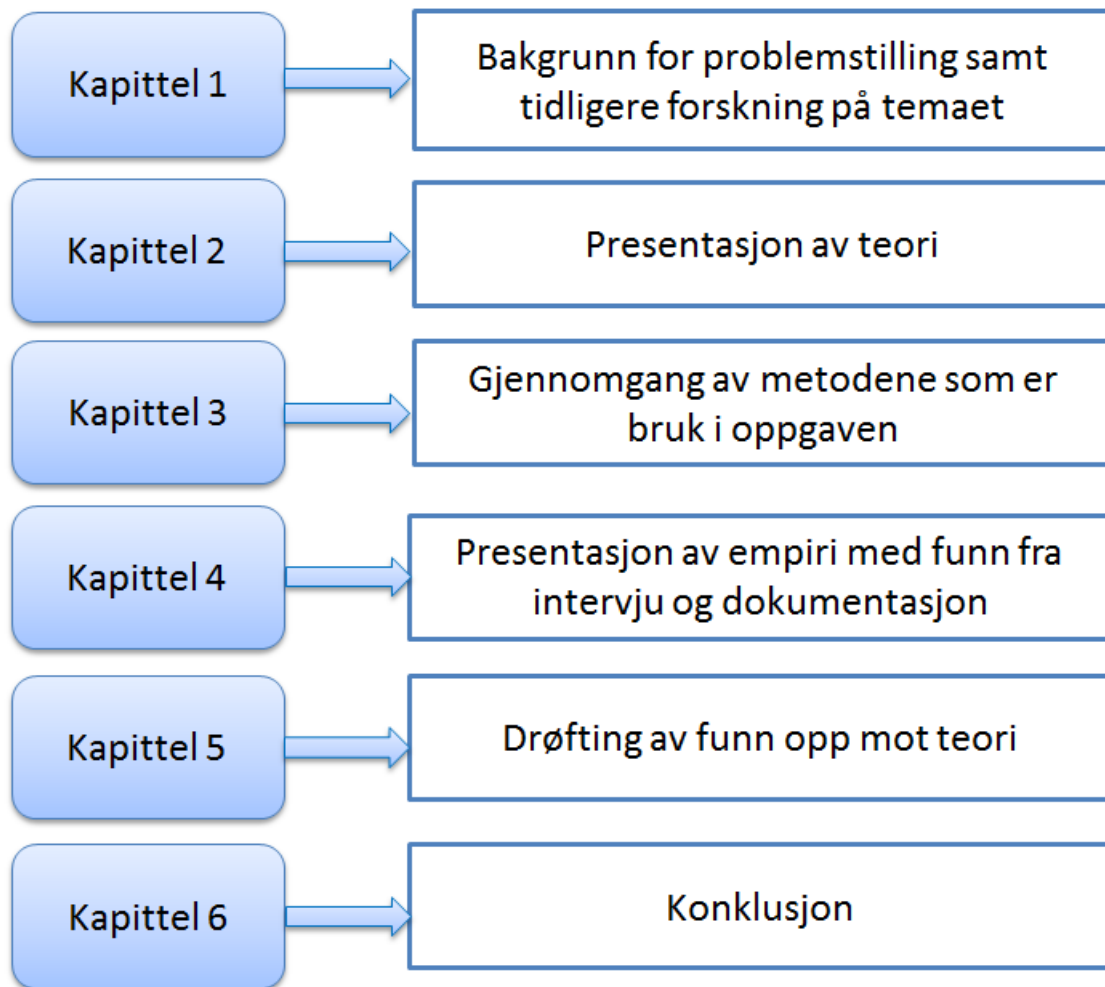 Kapittel 1
Bakgrunn for problemstilling samt
tidligere forskning på temaet
Kapittel 2
Presentasjon av teori
Kapittel 3
Gjennomgang av metodene som er
bruk i oppgaven
Kapittel 4
Presentasjon av empiri med funn fra
intervju og dokumentasjon
Kapittel 5
Drøfting av funn opp mot teori
Kapittel 6
Konklusjon